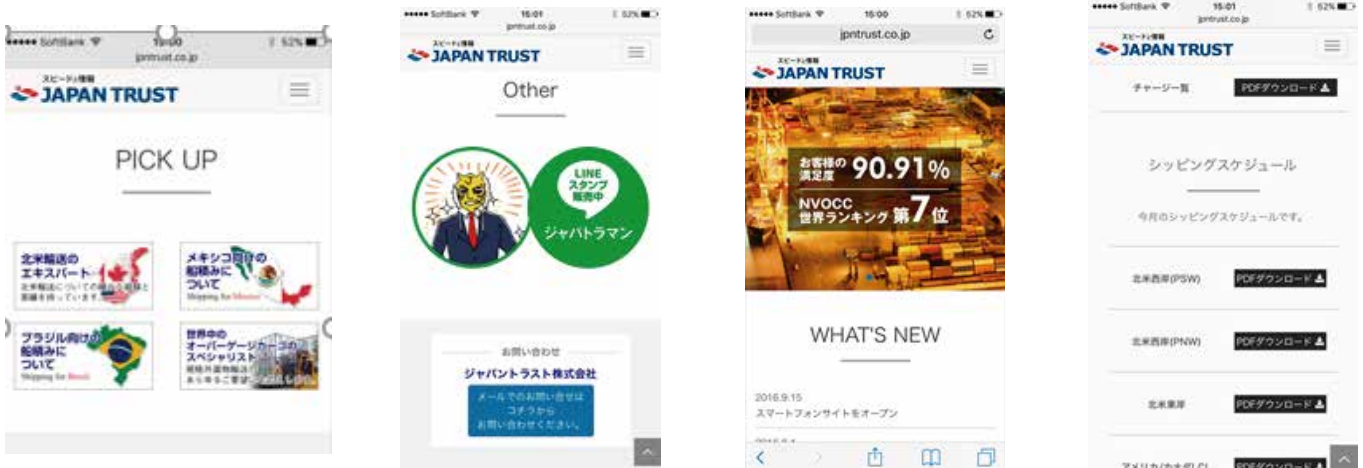 SoftBank
15:00
52%
jpntrust.co.jp
スピードと情報
JAPAN TRUST
PICK UP
北米輸送の
エキスパート
メキシコ向けの
船積みに
ついて
Shipping for Mexico
ブラジル向けの
船積みに
ついて
Shipping for Brazil
世界中の
オーバーゲージカーゴの
スペシャリスト
SoftBank
15:01
52%
jpntrust.co.jp
スピードと情報
JAPAN TRUST
Other
LINE
スタンプ
販売中
ジャパトラマン
お問い合わせ
ジャパントラスト株式会社
メールでのお問い合せは
コチラから
お問い合わせください。
SoftBank
15:00
52%
jpntrust.co.jp
スピードと情報
JAPAN TRUST
お客様の
満足度 90.91%
NVOCC
世界ランキング 第7位
WHAT'S NEW
2016.9.15
スマートフォンサイトをオープン
SoftBank
15:01
52%
jpntrust.co.jp
スピードと情報
JAPAN TRUST
チャージ一覧 PDFダウンロード
シッピングスケジュール
今月のシッピングスケジュールです。
北米西岸(PSW) PDFダウンロード
北米西岸(PNW) PDFダウンロード
北米東岸 PDFダウンロード
PDFダウンロード